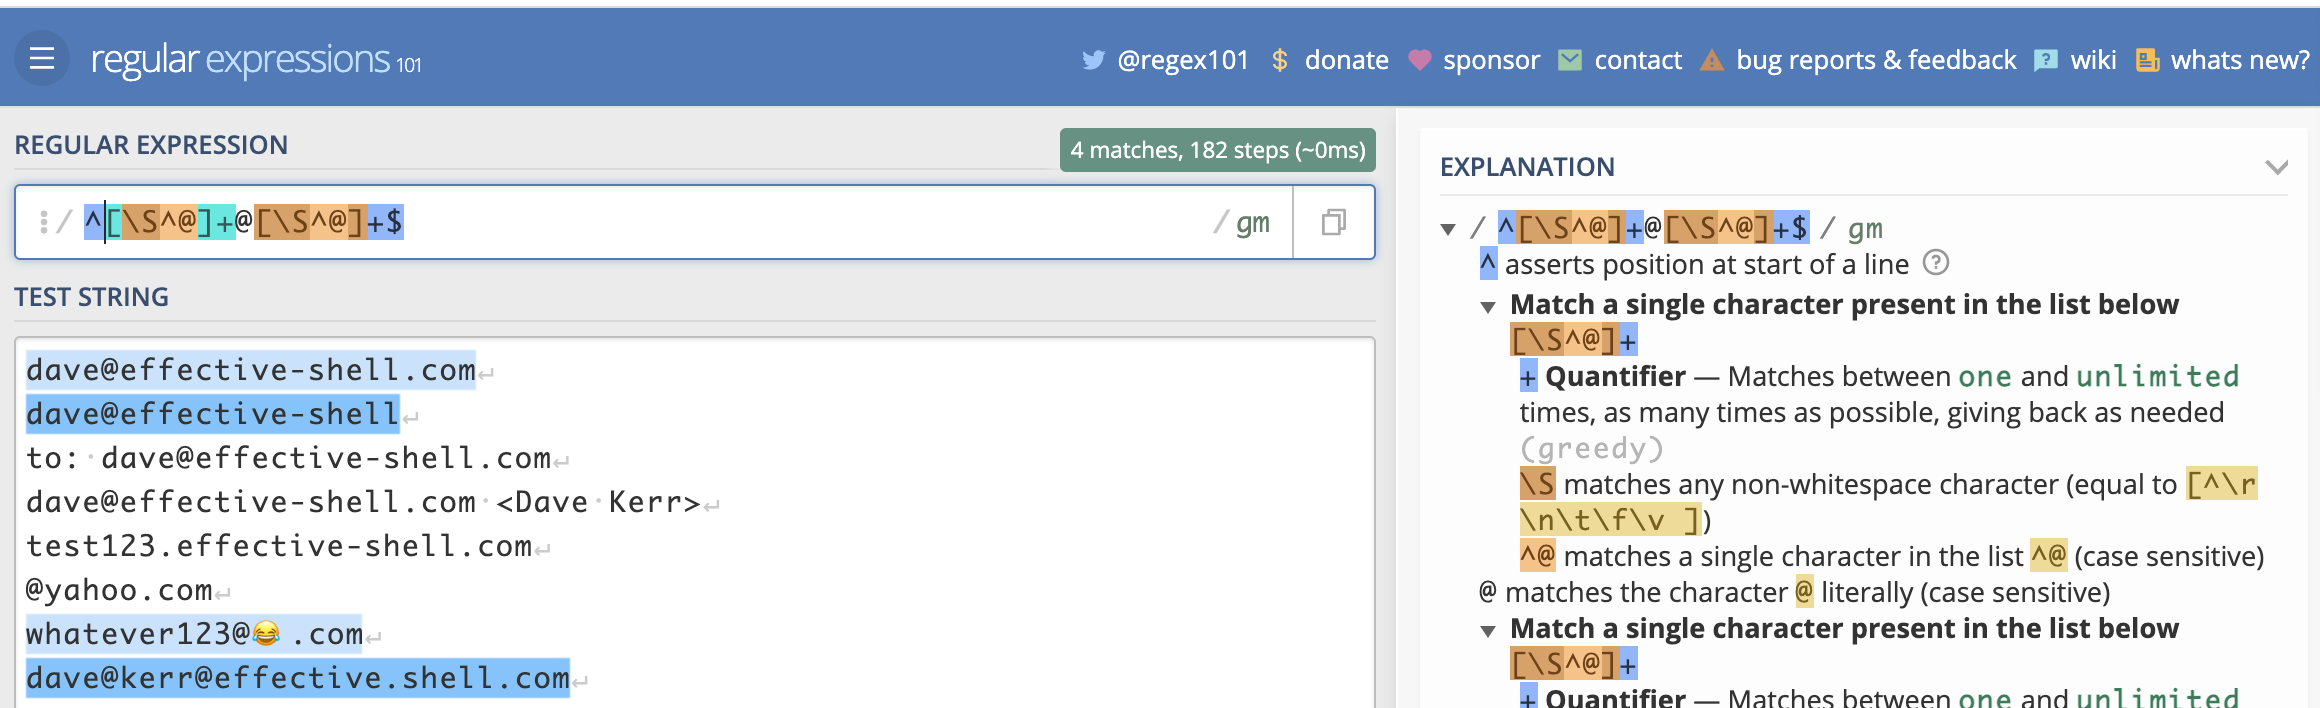 regular expressions 101
@regex101 $ donate sponsor contact bug reports & feedback wiki whats new?
REGULAR EXPRESSION
4 matches, 182 steps (~0ms)
/ ^[\S^@]+@[\S^@]+$ / gm
TEST STRING
dave@effective-shell.com↵
dave@effective-shell↵
to:·dave@effective-shell.com↵
dave@effective-shell.com·<Dave·Kerr>↵
test123.effective-shell.com↵
@yahoo.com↵
whatever123@😂.com↵
dave@kerr@effective.shell.com↵
EXPLANATION
/ ^[\S^@]+@[\S^@]+$ / gm
^ asserts position at start of a line ?
Match a single character present in the list below
[\S^@]+
+ Quantifier — Matches between one and unlimited
times, as many times as possible, giving back as needed
(greedy)
\S matches any non-whitespace character (equal to [^\r
\n\t\f\v ])
^@ matches a single character in the list ^@ (case sensitive)
@ matches the character @ literally (case sensitive)
Match a single character present in the list below
[\S^@]+
+ Quantifier — Matches between one and unlimited